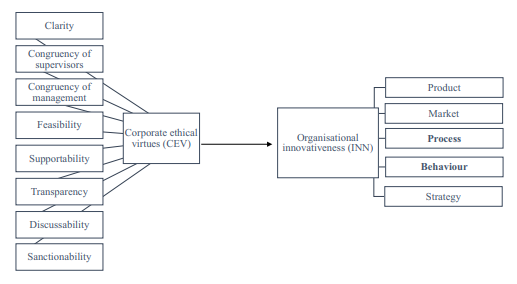 Clarity
Congruency of
supervisors
Congruency of
management
Feasibility
Supportability
Transparency
Discussability
Sanctionability
Corporate ethical
virtues (CEV)
Organisational
innovativeness (INN)
Product
Market
Process
Behaviour
Strategy